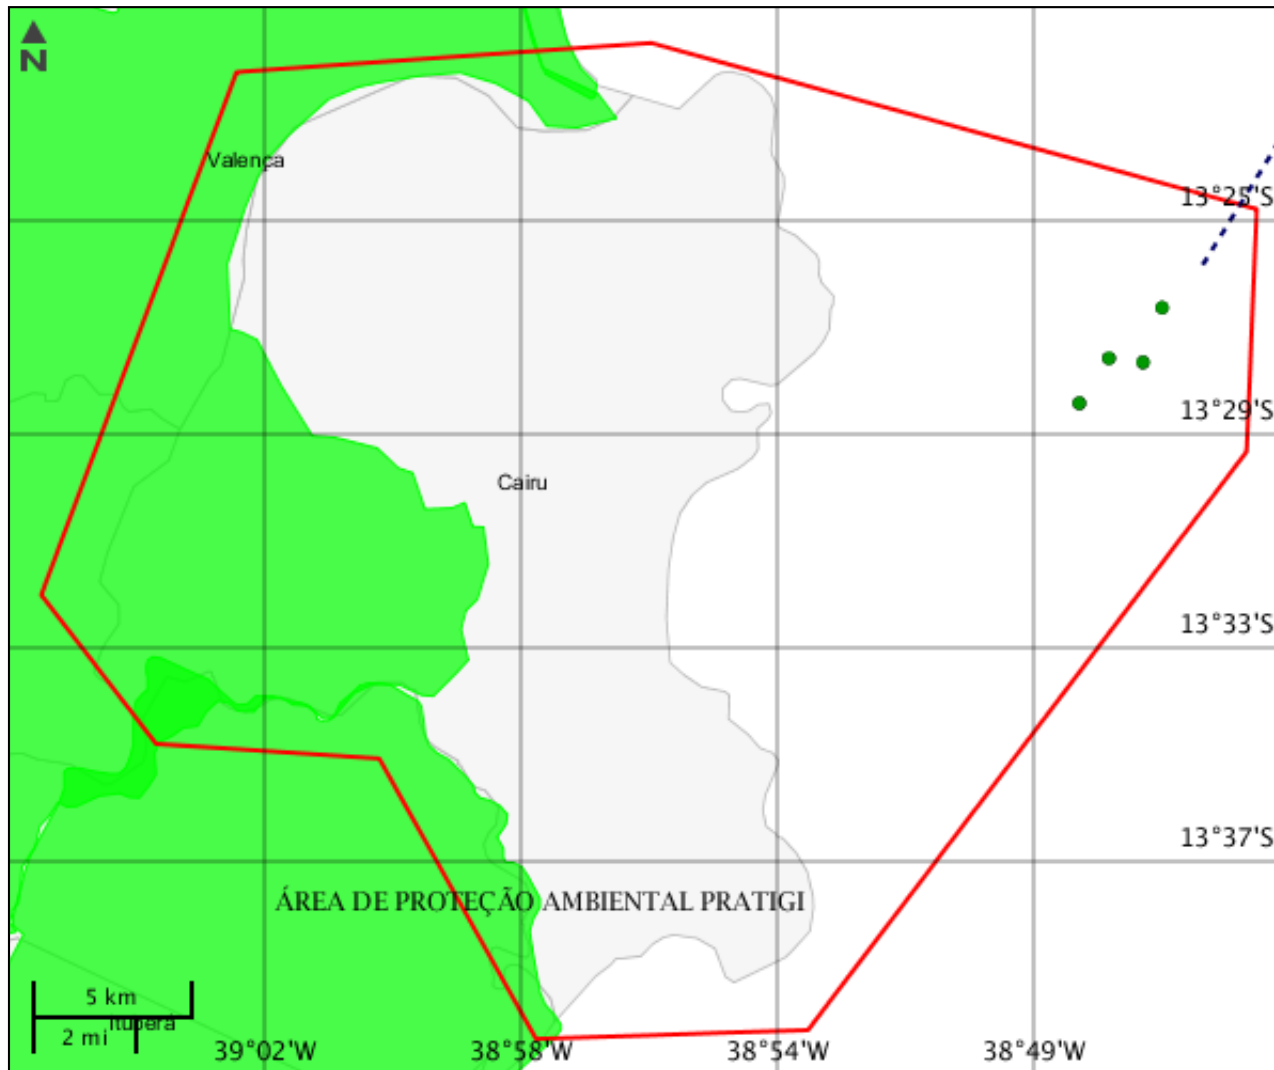 N
Valença
13°25'S
13°29'S
Cairu
13°33'S
13°37'S
ÁREA DE PROTEÇÃO AMBIENTAL PRATIGI
5 km
Ituberá
2 mi
39°02'W
38°58'W
38°54'W
38°49'W